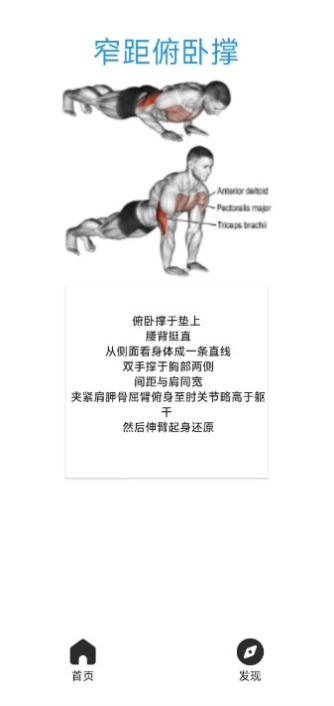 窄距俯卧撑
Anterior deltoid
Pectoralis major
Triceps brachii
俯卧撑于垫上
腰背挺直
从侧面看身体成一条直线
双手撑于胸部两侧
间距与肩同宽
夹紧肩胛骨屈臂俯身至肘关节略高于躯
干
然后伸臂起身还原
首页
发现